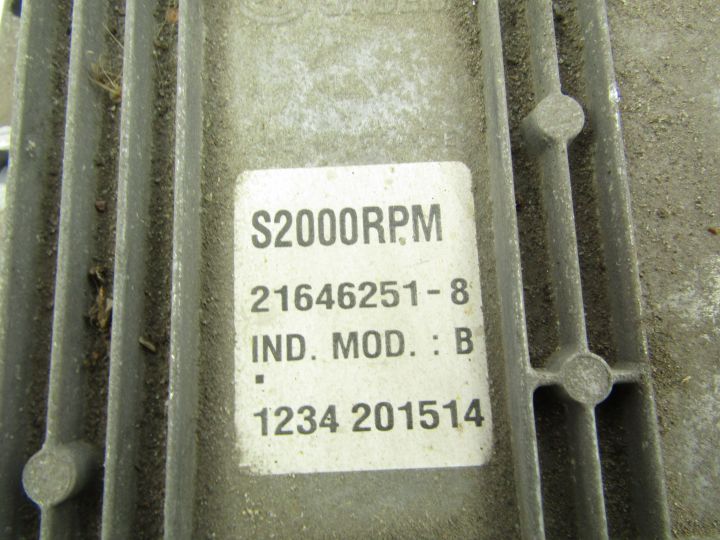 S2000RPM
21646251-8
IND. MOD. : B
1234 201514